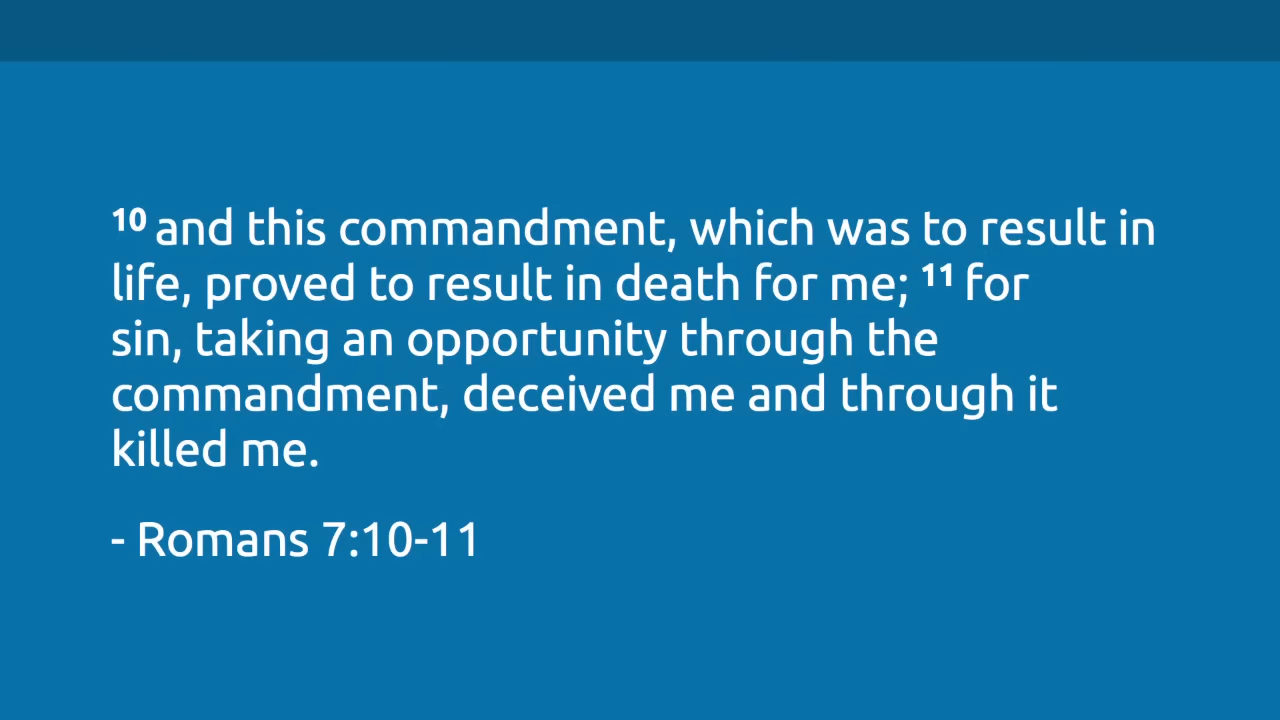 10 and this commandment, which was to result in
life, proved to result in death for me; 11 for
sin, taking an opportunity through the
commandment, deceived me and through it
killed me.
- Romans 7:10-11